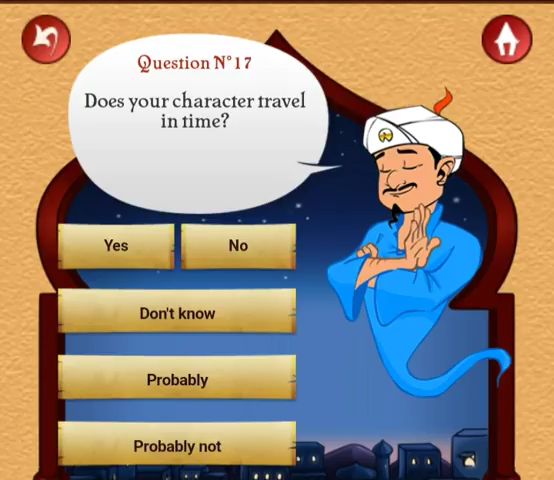 Question N°17
Does your character travel
in time?
Yes
No
Don't know
Probably
Probably not